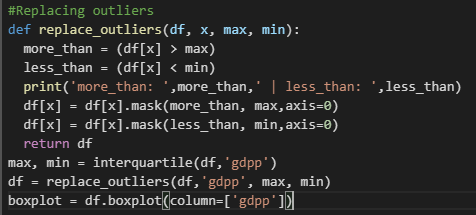 #Replacing outliers
def replace_outliers(df, x, max, min):
  more_than = (df[x] > max)
  less_than = (df[x] < min)
  print('more_than: ',more_than,' | less_than: ',less_than)
  df[x] = df[x].mask(more_than, max,axis=0)
  df[x] = df[x].mask(less_than, min,axis=0)
  return df
max, min = interquartile(df,'gdpp')
df = replace_outliers(df,'gdpp', max, min)
boxplot = df.boxplot(column=['gdpp'])